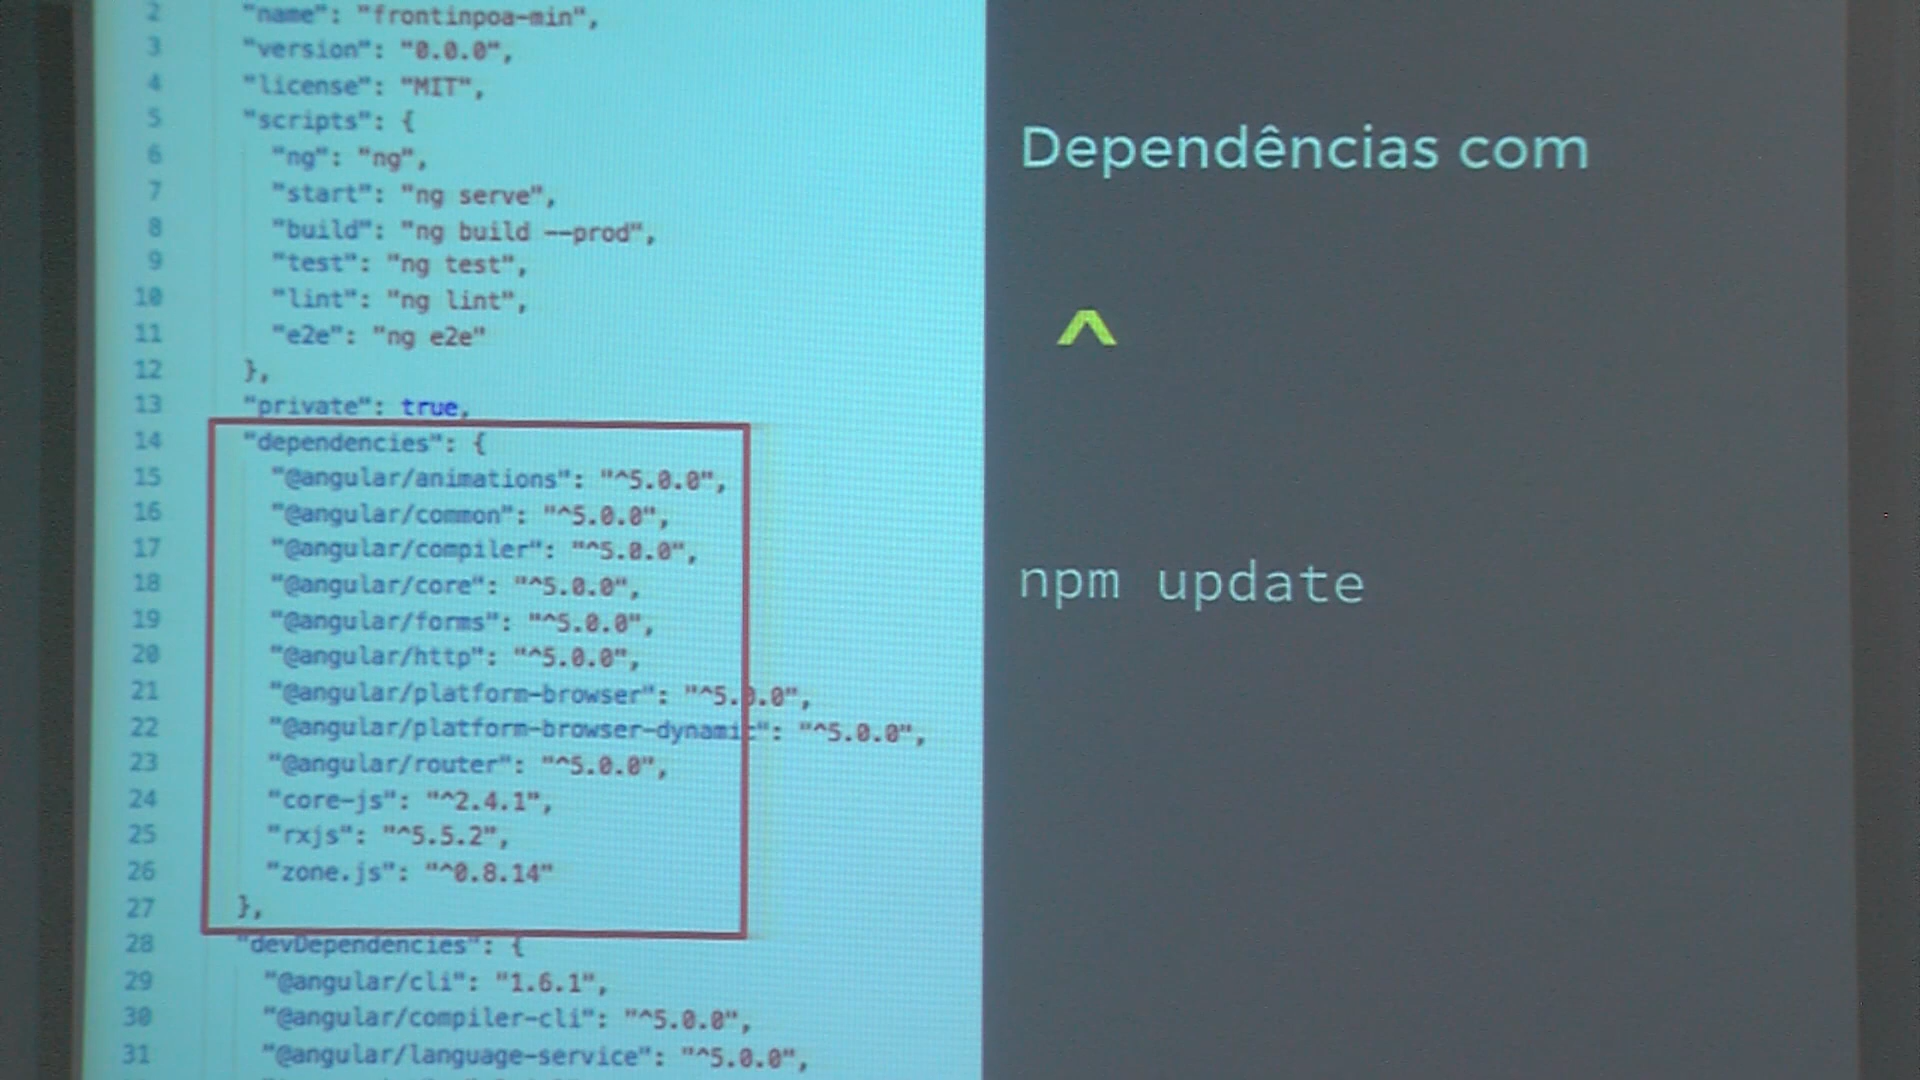 2 "name": "frontinpoa-min",
3 "version": "0.0.0",
4 "license": "MIT",
5 "scripts": {
6 "ng": "ng",
7 "start": "ng serve",
8 "build": "ng build --prod",
9 "test": "ng test",
10 "lint": "ng lint",
11 "e2e": "ng e2e"
12 },
13 "private": true,
14 "dependencies": {
15 "@angular/animations": "^5.0.0",
16 "@angular/common": "^5.0.0",
17 "@angular/compiler": "^5.0.0",
18 "@angular/core": "^5.0.0",
19 "@angular/forms": "^5.0.0",
20 "@angular/http": "^5.0.0",
21 "@angular/platform-browser": "^5.0.0",
22 "@angular/platform-browser-dynamic": "^5.0.0",
23 "@angular/router": "^5.0.0",
24 "core-js": "^2.4.1",
25 "rxjs": "^5.5.2",
26 "zone.js": "^0.8.14"
27 },
28 "devDependencies": {
29 "@angular/cli": "1.6.1",
30 "@angular/compiler-cli": "^5.0.0",
31 "@angular/language-service": "^5.0.0",
Dependências com
^
npm update